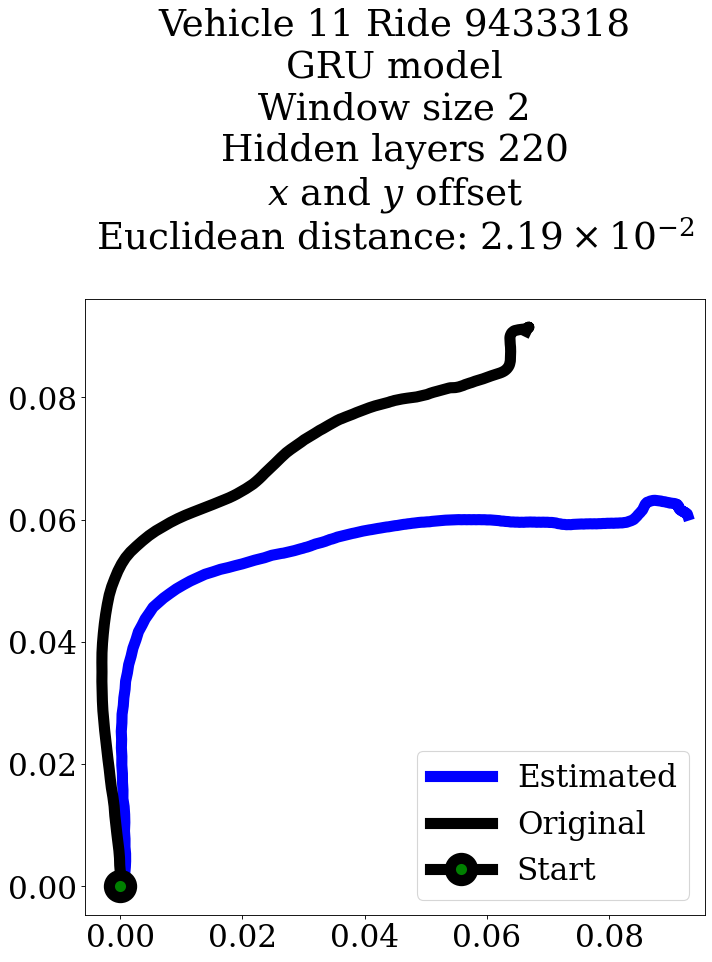 Vehicle 11 Ride 9433318
GRU model
Window size 2
Hidden layers 220
x and y offset
Euclidean distance: 2.19 × 10⁻²
0.08
0.06
0.04
0.02
0.00
Estimated
Original
Start
0.00 0.02 0.04 0.06 0.08